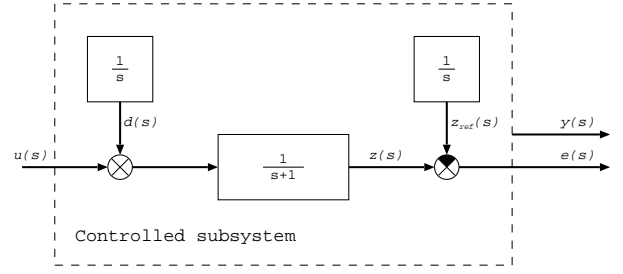 1
s
1
s
d(s)
z_ref(s)
y(s)
u(s)
1
s+1
z(s)
e(s)
Controlled subsystem